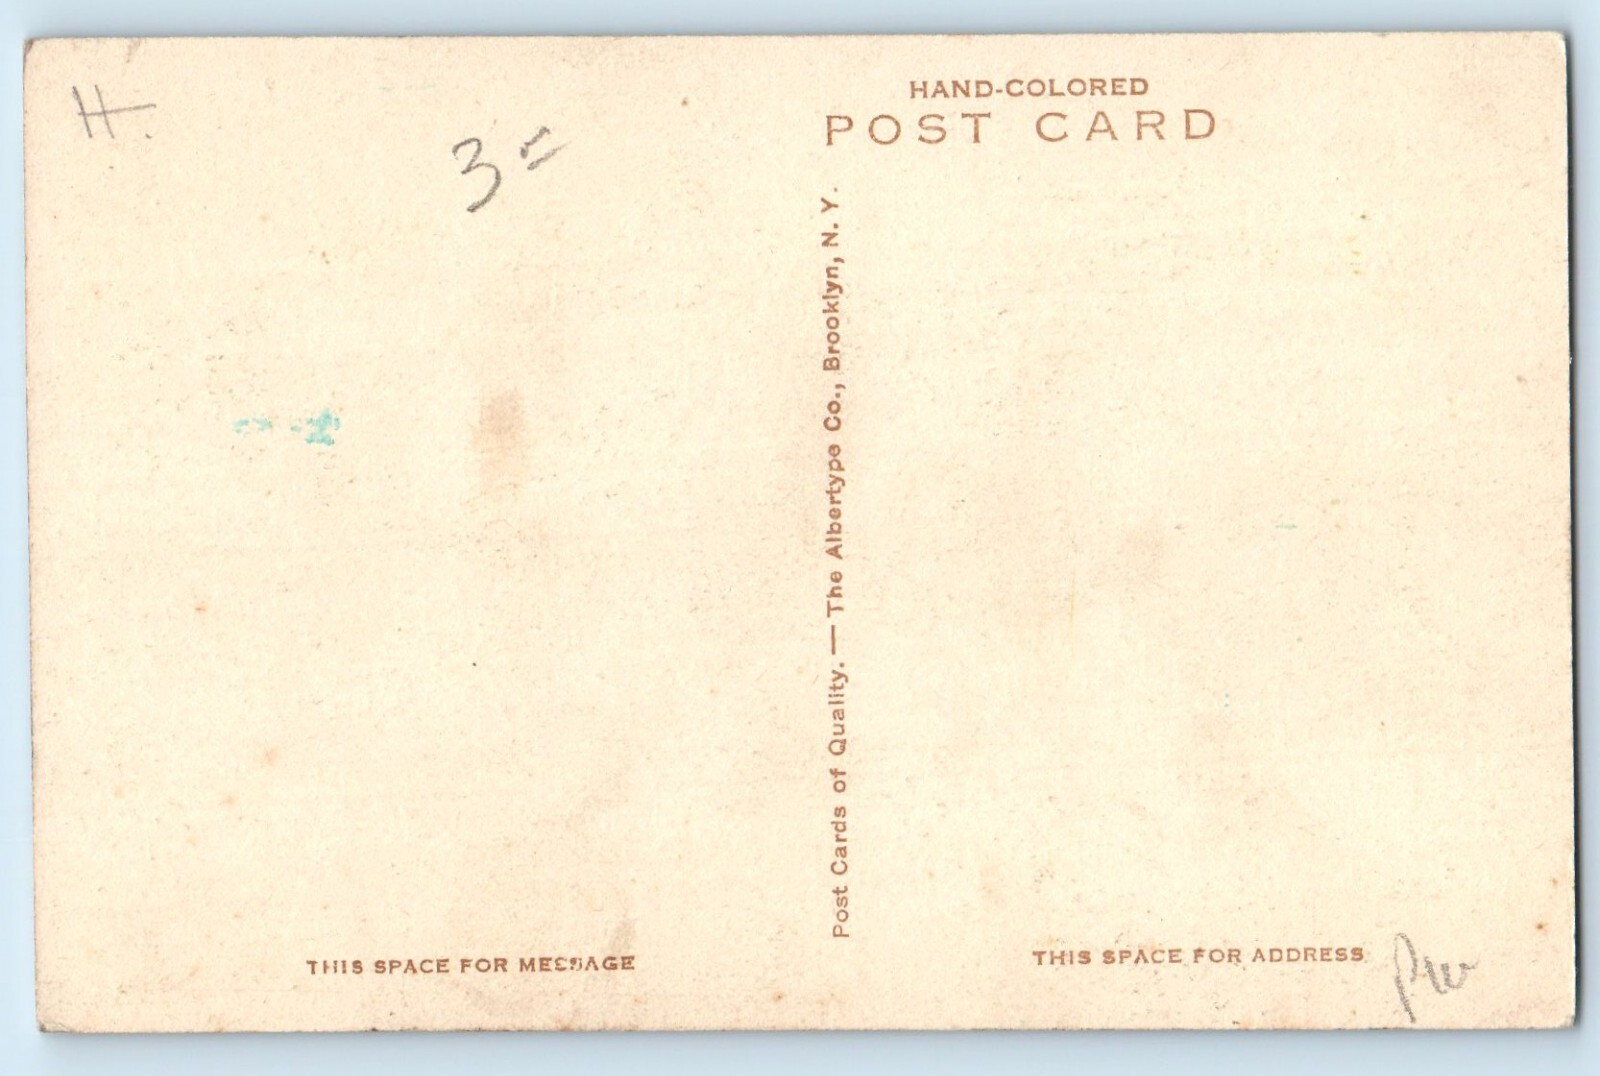 H.
3=
HAND-COLORED
POST CARD
Post Cards of Quality. — The Albertype Co., Brooklyn, N. Y.
THIS SPACE FOR MESSAGE
THIS SPACE FOR ADDRESS